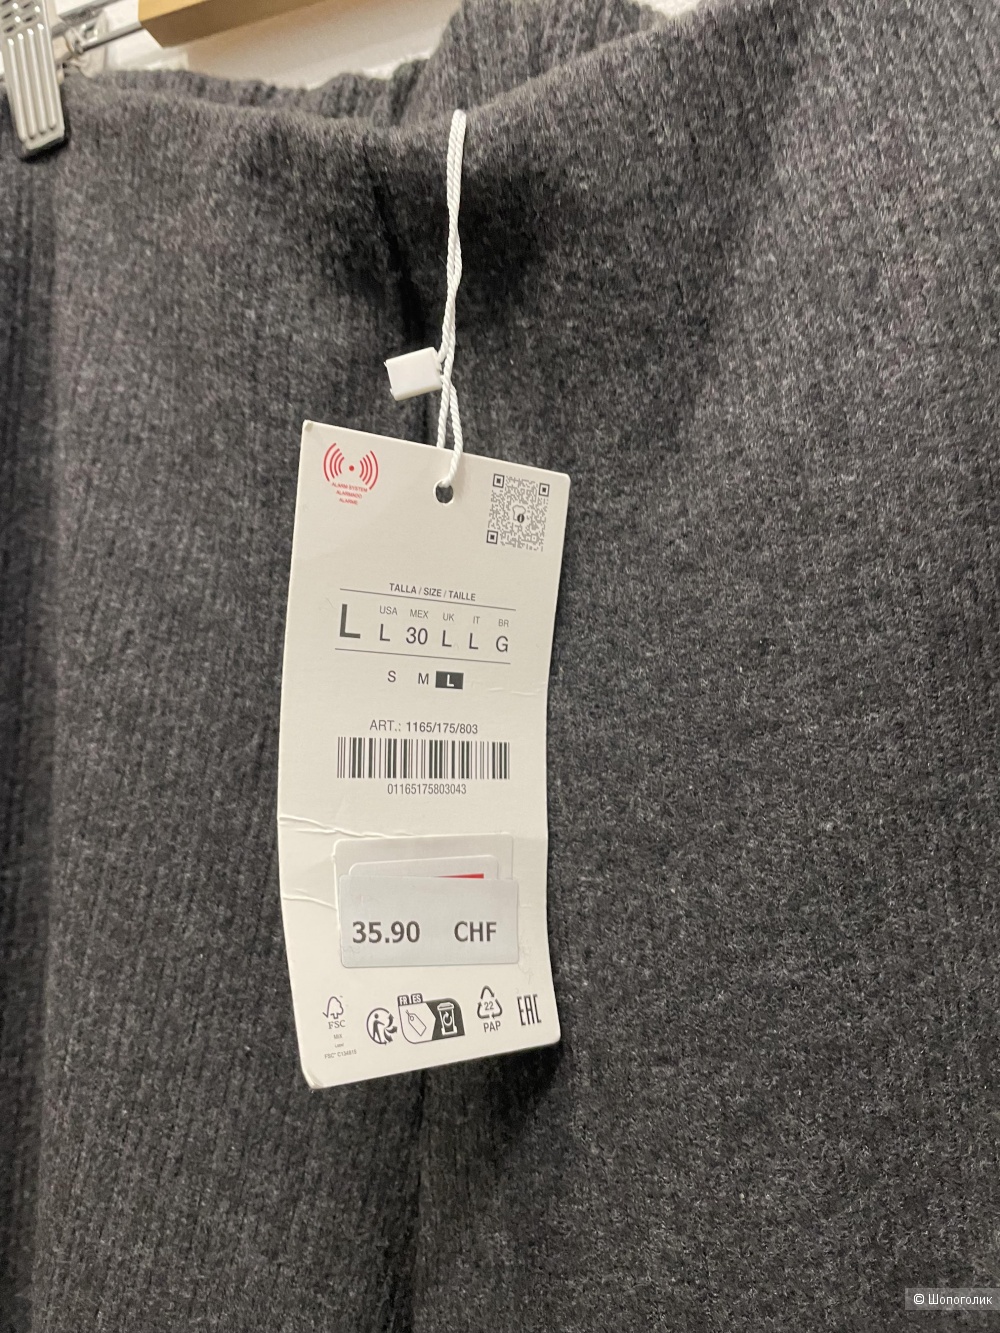 ALARM SYSTEM
ALARMADO
ALARME
TALLA / SIZE / TAILLE
USA MEX UK IT BR
L L 30 L L G
S M L
ART.: 1165/175/803
01165175803043
35.90 CHF
FR ES
FSC
MIX
22
PAP
EAC
© Шопоголик